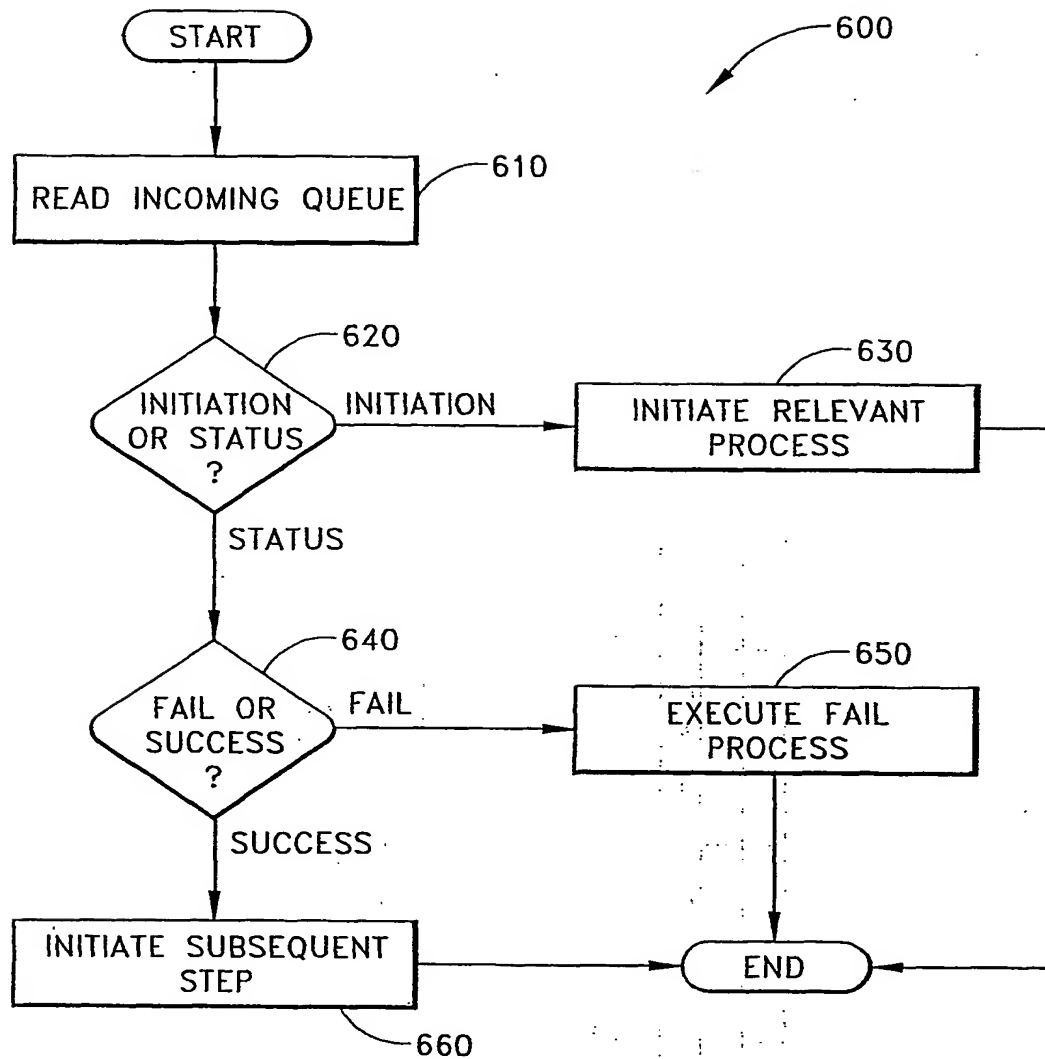 START
600
610
READ INCOMING QUEUE
620
INITIATION
OR STATUS
?
INITIATION
630
INITIATE RELEVANT
PROCESS
STATUS
640
FAIL OR
SUCCESS
?
FAIL
650
EXECUTE FAIL
PROCESS
SUCCESS
INITIATE SUBSEQUENT
STEP
660
END